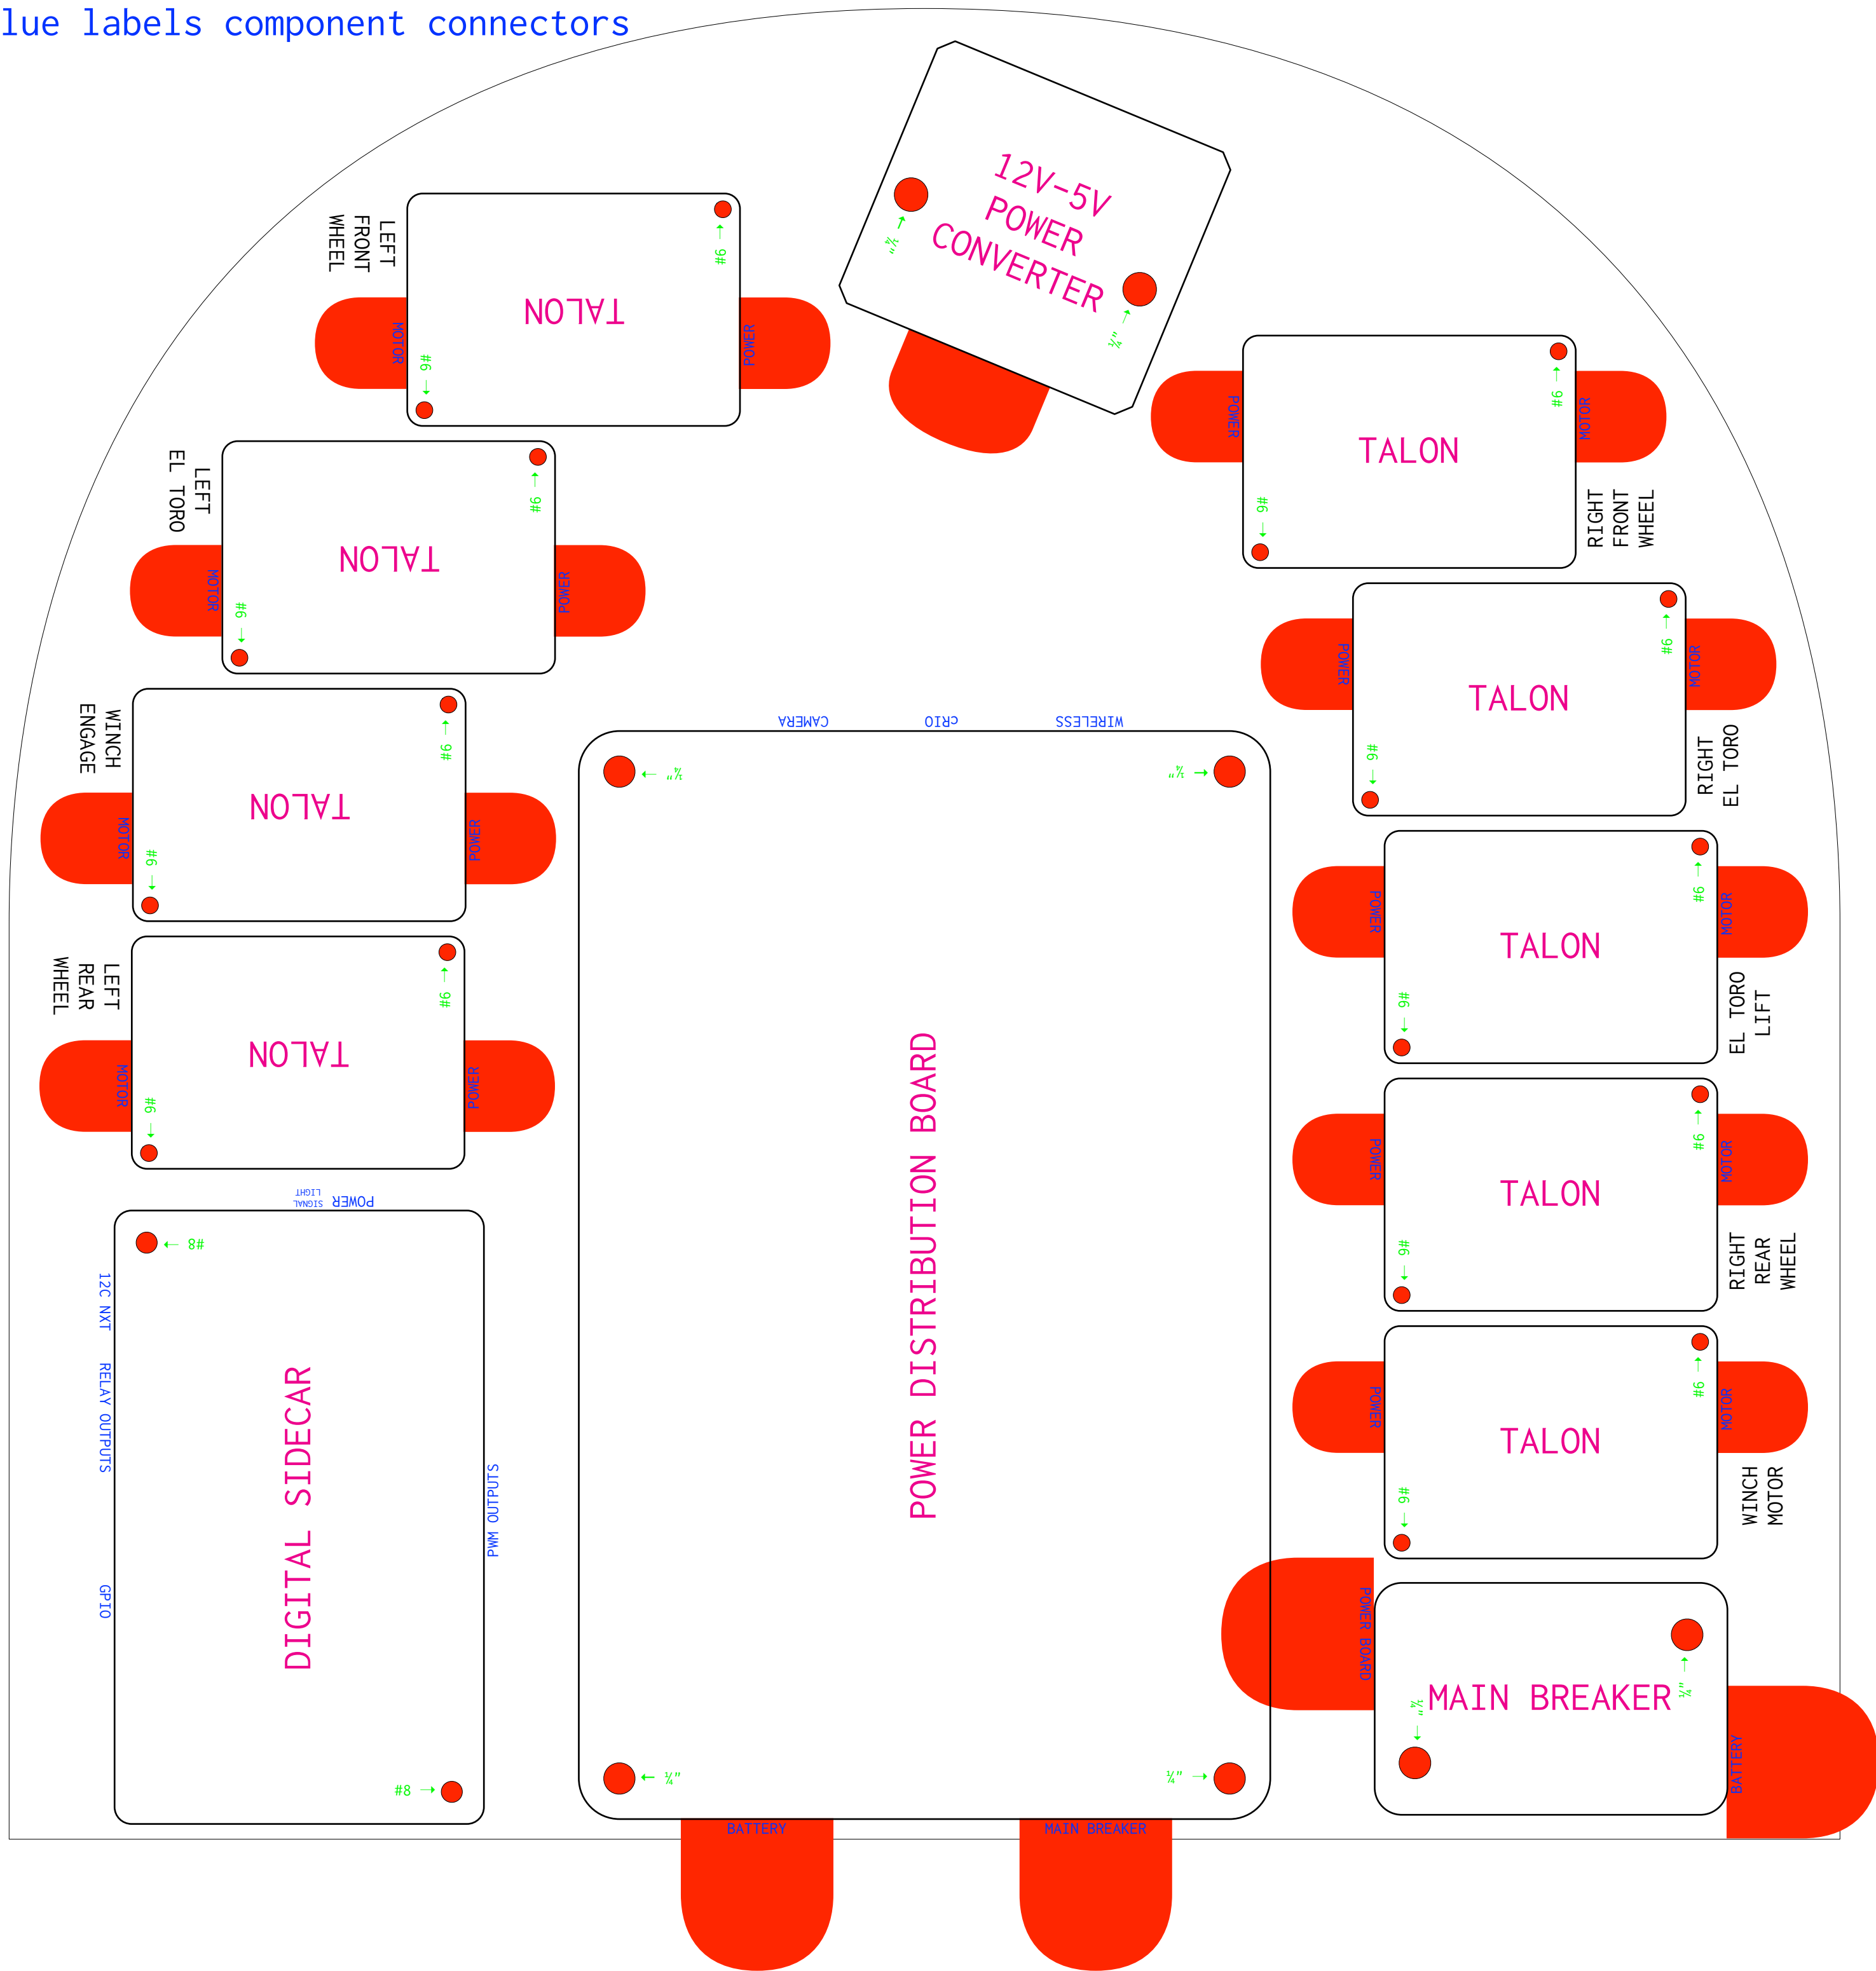 lue labels component connectors
12V-5V
POWER
CONVERTER
¼"
¼"
LEFT
FRONT
WHEEL
TALON
MOTOR
POWER
#6
#6
LEFT
EL TORO
TALON
MOTOR
POWER
#6
#6
WINCH
ENGAGE
TALON
MOTOR
POWER
#6
#6
LEFT
REAR
WHEEL
TALON
MOTOR
POWER
#6
#6
POWER
SIGNAL
LIGHT
#8
12C NXT
RELAY OUTPUTS
GPIO
DIGITAL SIDECAR
PWM OUTPUTS
#8
CAMERA
cRIO
WIRELESS
¼"
¼"
POWER DISTRIBUTION BOARD
¼"
¼"
BATTERY
MAIN BREAKER
TALON
POWER
MOTOR
#6
#6
RIGHT
FRONT
WHEEL
TALON
POWER
MOTOR
#6
#6
RIGHT
EL TORO
TALON
POWER
MOTOR
#6
#6
EL TORO
LIFT
TALON
POWER
MOTOR
#6
#6
RIGHT
REAR
WHEEL
TALON
POWER
MOTOR
#6
#6
WINCH
MOTOR
POWER BOARD
MAIN BREAKER
¼"
¼"
BATTERY